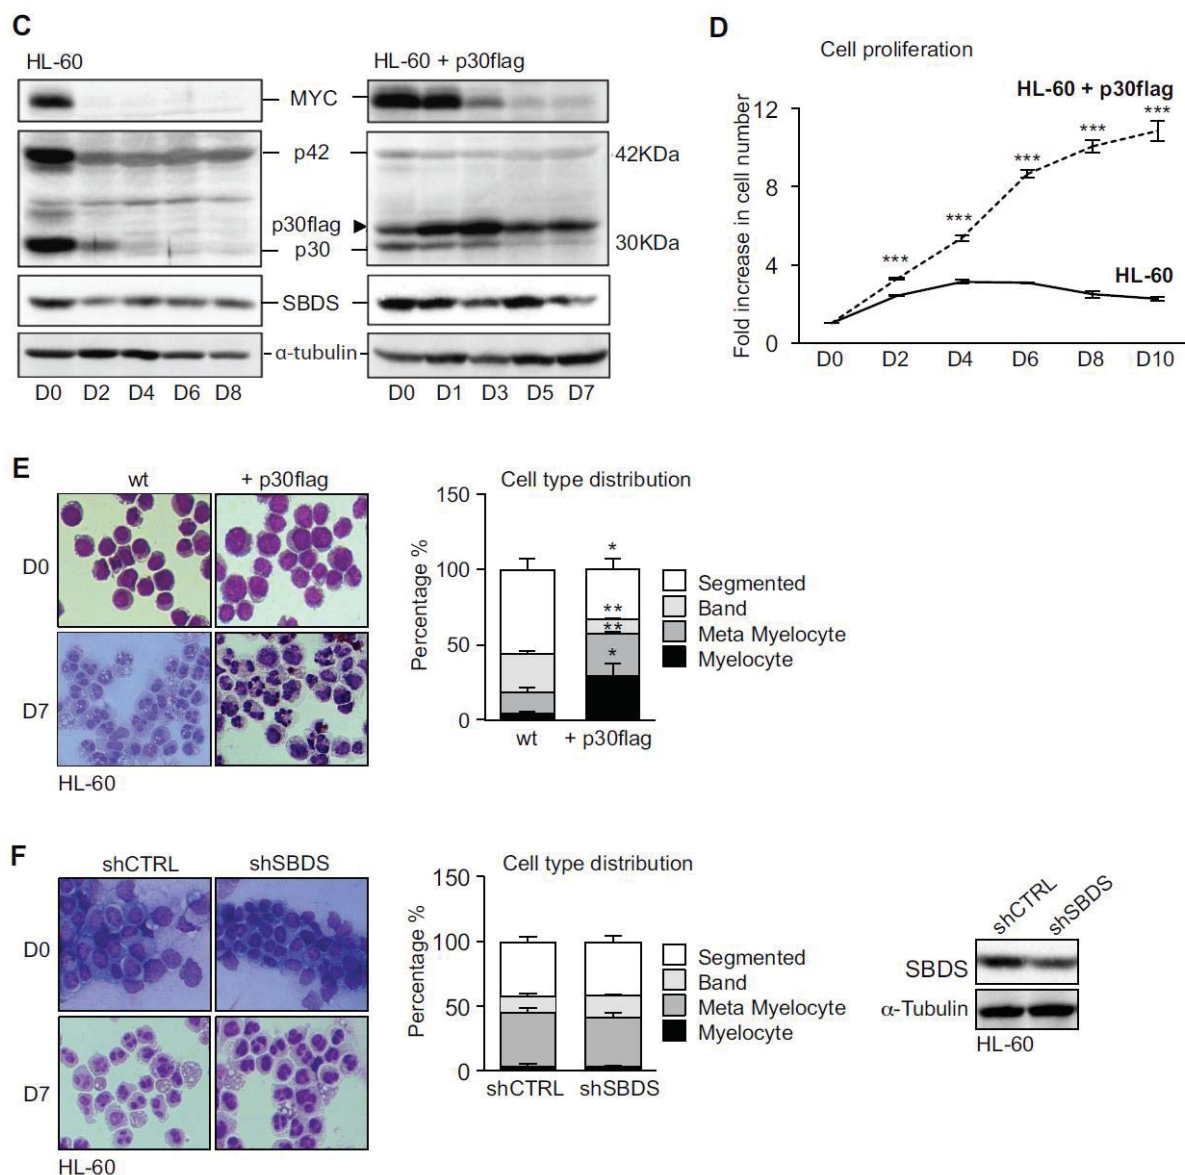 C
HL-60
HL-60 + p30flag
MYC
p42
42KDa
p30flag
p30
30KDa
SBDS
α-tubulin
D0 D2 D4 D6 D8
D0 D1 D3 D5 D7
D
Cell proliferation
HL-60 + p30flag
Fold increase in cell number
12
8
4
0
***
***
***
***
***
HL-60
D0 D2 D4 D6 D8 D10
E
wt
+ p30flag
D0
D7
HL-60
Cell type distribution
Percentage %
150
100
50
0
*
**
**
*
wt
+ p30flag
Segmented
Band
Meta Myelocyte
Myelocyte
F
shCTRL
shSBDS
D0
D7
HL-60
Cell type distribution
Percentage %
150
100
50
0
shCTRL
shSBDS
Segmented
Band
Meta Myelocyte
Myelocyte
shCTRL
shSBDS
SBDS
α-Tubulin
HL-60